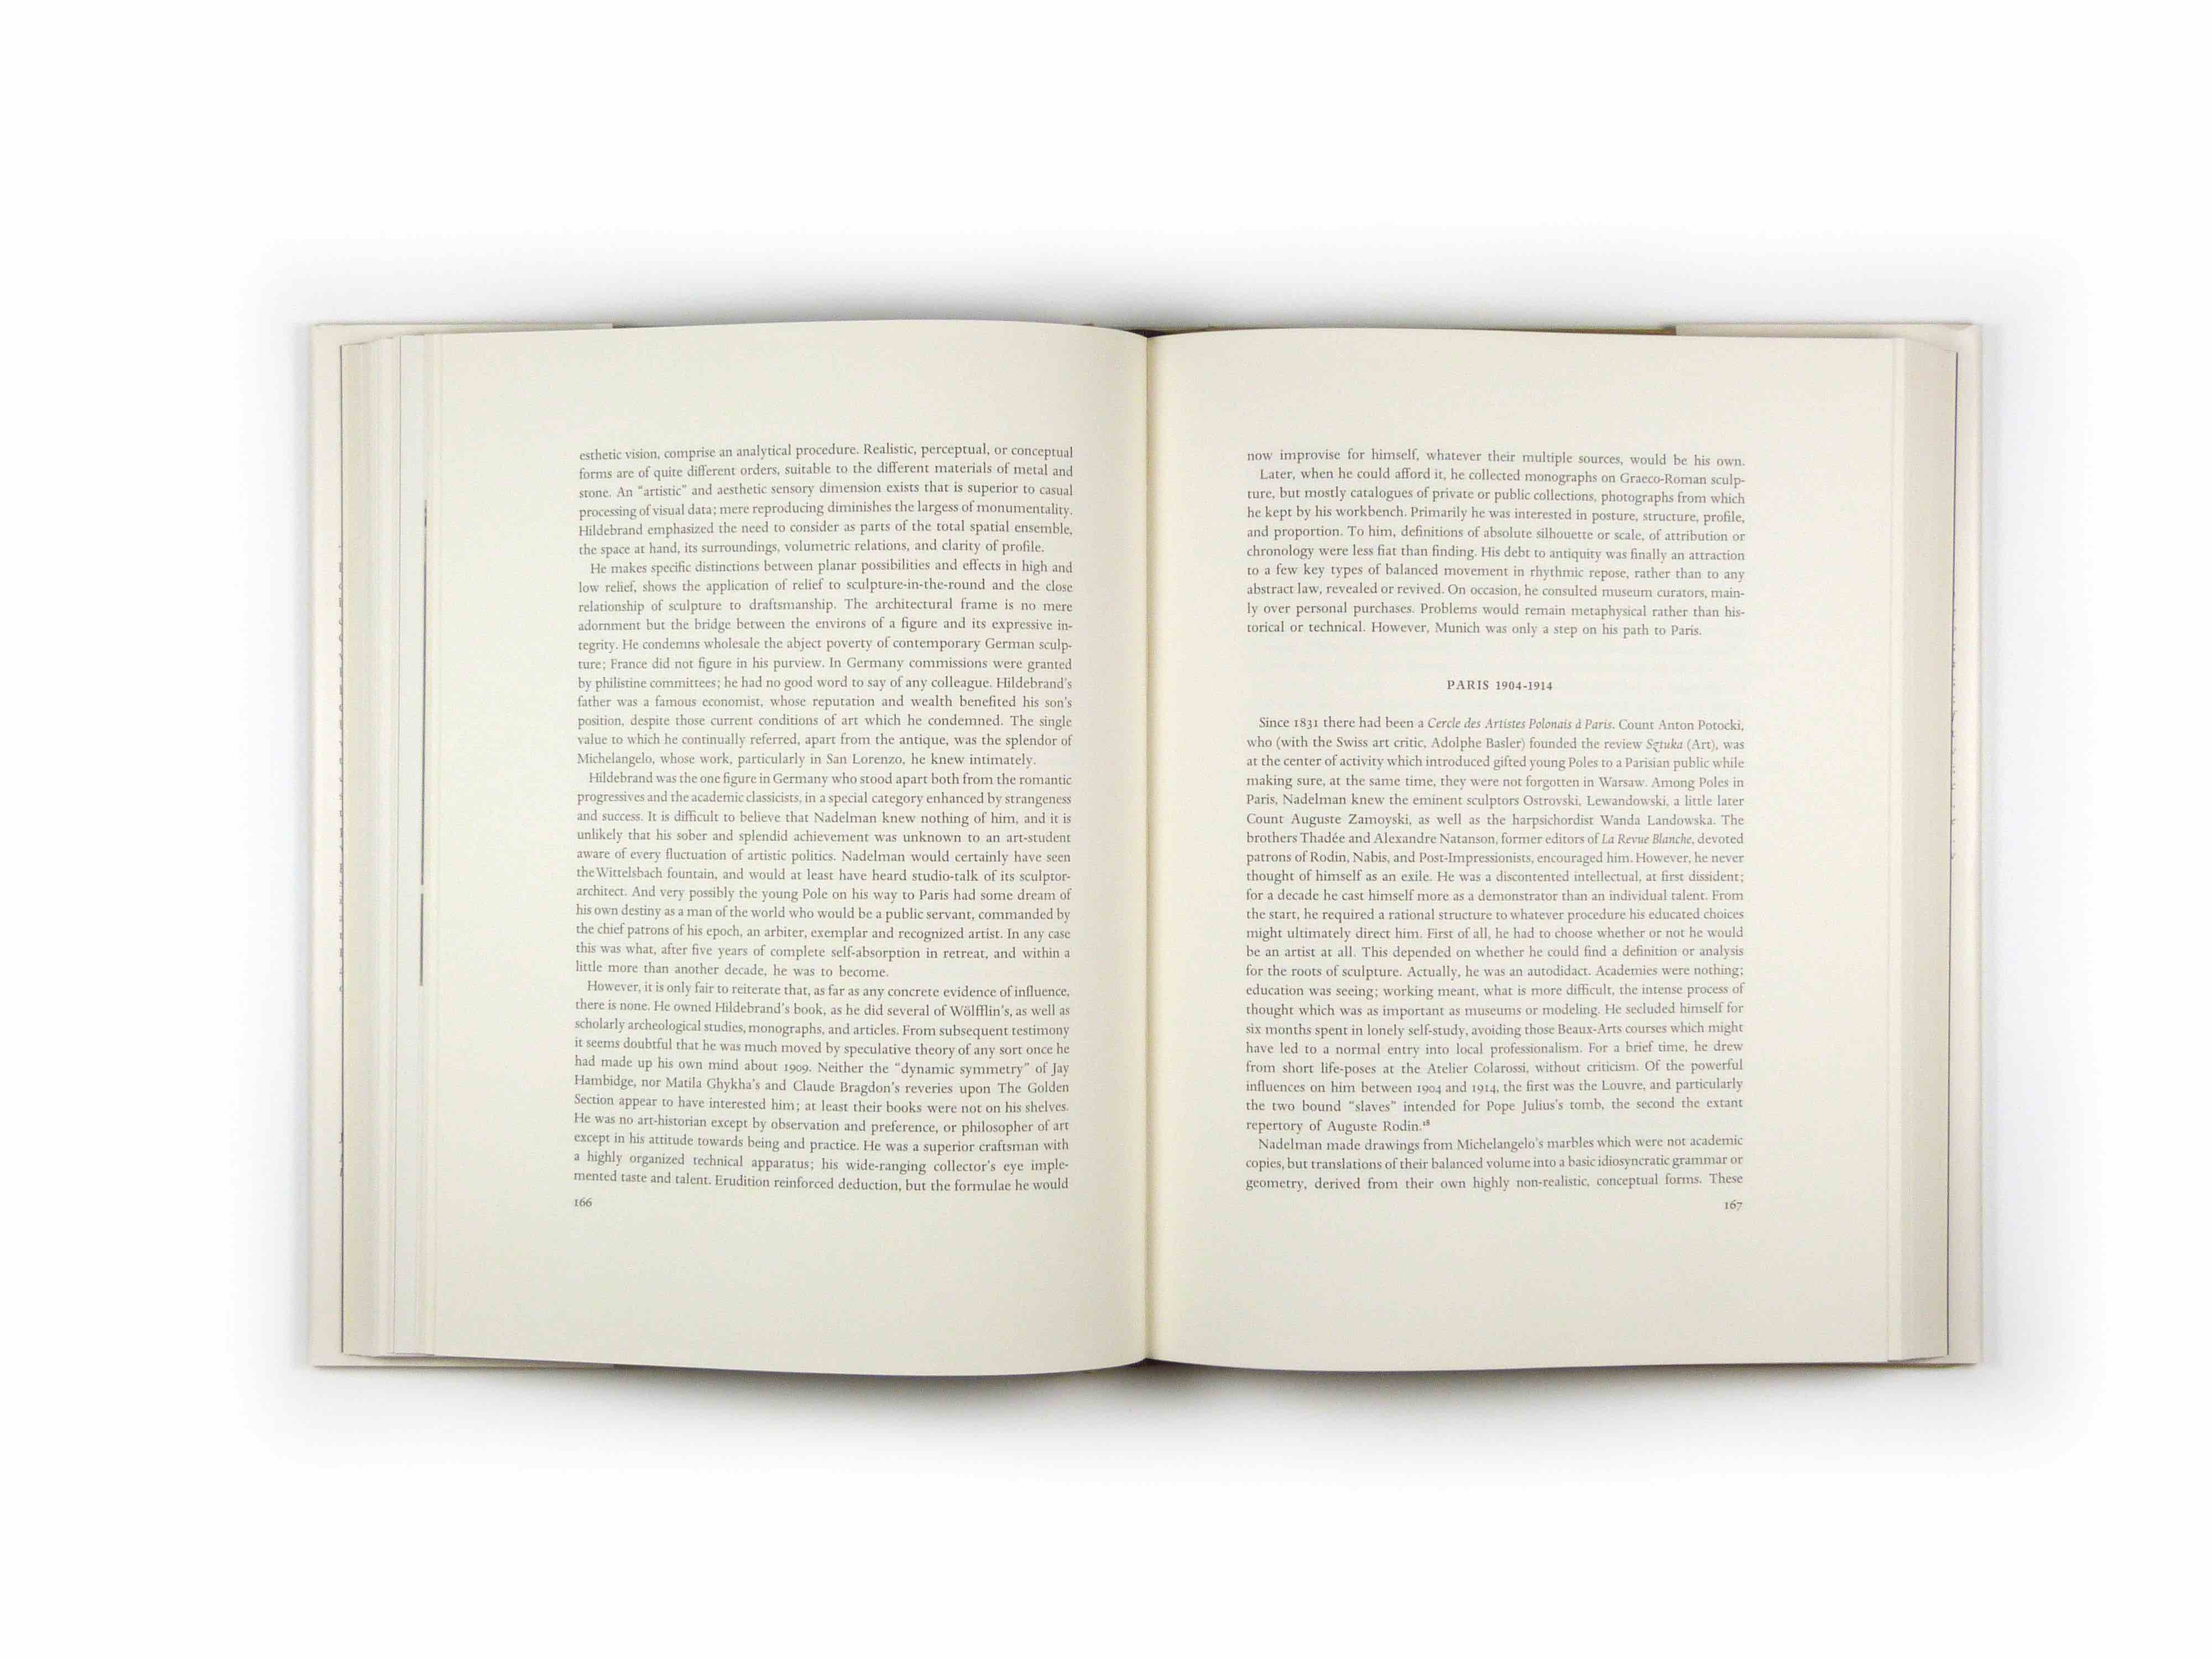 esthetic vision, comprise an analytical procedure. Realistic, perceptual, or conceptual
forms are of quite different orders, suitable to the different materials of metal and
stone. An “artistic” and aesthetic sensory dimension exists that is superior to casual
processing of visual data; mere reproducing diminishes the largess of monumentality.
Hildebrand emphasized the need to consider as parts of the total spatial ensemble,
the space at hand, its surroundings, volumetric relations, and clarity of profile.
He makes specific distinctions between planar possibilities and effects in high and
low relief, shows the application of relief to sculpture-in-the-round and the close
relationship of sculpture to draftsmanship. The architectural frame is no mere
adornment but the bridge between the environs of a figure and its expressive in-
tegrity. He condemns wholesale the abject poverty of contemporary German sculp-
ture; France did not figure in his purview. In Germany commissions were granted
by philistine committees; he had no good word to say of any colleague. Hildebrand's
father was a famous economist, whose reputation and wealth benefited his son's
position, despite those current conditions of art which he condemned. The single
value to which he continually referred, apart from the antique, was the splendor of
Michelangelo, whose work, particularly in San Lorenzo, he knew intimately.
Hildebrand was the one figure in Germany who stood apart both from the romantic
progressives and the academic classicists, in a special category enhanced by strangeness
and success. It is difficult to believe that Nadelman knew nothing of him, and it is
unlikely that his sober and splendid achievement was unknown to an art-student
aware of every fluctuation of artistic politics. Nadelman would certainly have seen
the Wittelsbach fountain, and would at least have heard studio-talk of its sculptor-
architect. And very possibly the young Pole on his way to Paris had some dream of
his own destiny as a man of the world who would be a public servant, commanded by
the chief patrons of his epoch, an arbiter, exemplar and recognized artist. In any case
this was what, after five years of complete self-absorption in retreat, and within a
little more than another decade, he was to become.
However, it is only fair to reiterate that, as far as any concrete evidence of influence,
there is none. He owned Hildebrand's book, as he did several of Wölfflin's, as well as
scholarly archeological studies, monographs, and articles. From subsequent testimony
it seems doubtful that he was much moved by speculative theory of any sort once he
had made up his own mind about 1909. Neither the “dynamic symmetry” of Jay
Hambidge, nor Matila Ghykha's and Claude Bragdon's reveries upon The Golden
Section appear to have interested him; at least their books were not on his shelves.
He was no art-historian except by observation and preference, or philosopher of art
except in his attitude towards being and practice. He was a superior craftsman with
a highly organized technical apparatus; his wide-ranging collector's eye imple-
mented taste and talent. Erudition reinforced deduction, but the formulae he would
166
now improvise for himself, whatever their multiple sources, would be his own.
Later, when he could afford it, he collected monographs on Graeco-Roman sculp-
ture, but mostly catalogues of private or public collections, photographs from which
he kept by his workbench. Primarily he was interested in posture, structure, profile,
and proportion. To him, definitions of absolute silhouette or scale, of attribution or
chronology were less fiat than finding. His debt to antiquity was finally an attraction
to a few key types of balanced movement in rhythmic repose, rather than to any
abstract law, revealed or revived. On occasion, he consulted museum curators, main-
ly over personal purchases. Problems would remain metaphysical rather than his-
torical or technical. However, Munich was only a step on his path to Paris.
PARIS 1904-1914
Since 1831 there had been a Cercle des Artistes Polonais à Paris. Count Anton Potocki,
who (with the Swiss art critic, Adolphe Basler) founded the review Sztuka (Art), was
at the center of activity which introduced gifted young Poles to a Parisian public while
making sure, at the same time, they were not forgotten in Warsaw. Among Poles in
Paris, Nadelman knew the eminent sculptors Ostrovski, Lewandowski, a little later
Count Auguste Zamoyski, as well as the harpsichordist Wanda Landowska. The
brothers Thadée and Alexandre Natanson, former editors of La Revue Blanche, devoted
patrons of Rodin, Nabis, and Post-Impressionists, encouraged him. However, he never
thought of himself as an exile. He was a discontented intellectual, at first dissident;
for a decade he cast himself more as a demonstrator than an individual talent. From
the start, he required a rational structure to whatever procedure his educated choices
might ultimately direct him. First of all, he had to choose whether or not he would
be an artist at all. This depended on whether he could find a definition or analysis
for the roots of sculpture. Actually, he was an autodidact. Academies were nothing;
education was seeing; working meant, what is more difficult, the intense process of
thought which was as important as museums or modeling. He secluded himself for
six months spent in lonely self-study, avoiding those Beaux-Arts courses which might
have led to a normal entry into local professionalism. For a brief time, he drew
from short life-poses at the Atelier Colarossi, without criticism. Of the powerful
influences on him between 1904 and 1914, the first was the Louvre, and particularly
the two bound “slaves” intended for Pope Julius's tomb, the second the extant
repertory of Auguste Rodin.¹⁸
Nadelman made drawings from Michelangelo's marbles which were not academic
copies, but translations of their balanced volume into a basic idiosyncratic grammar or
geometry, derived from their own highly non-realistic, conceptual forms. These
167